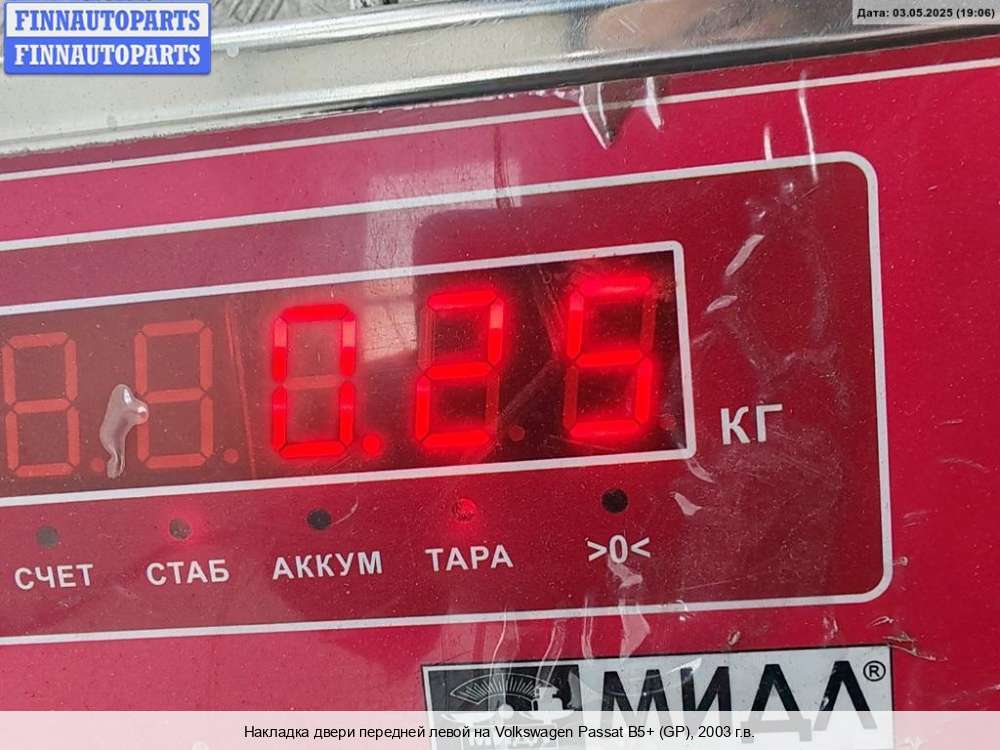 FINNAUTOPARTS
FINNAUTOPARTS
Дата: 03.05.2025 (19:06)
0.25
КГ
СЧЕТ СТАБ АККУМ ТАРА >0<
МИДЛ®
Накладка двери передней левой на Volkswagen Passat B5+ (GP), 2003 г.в.